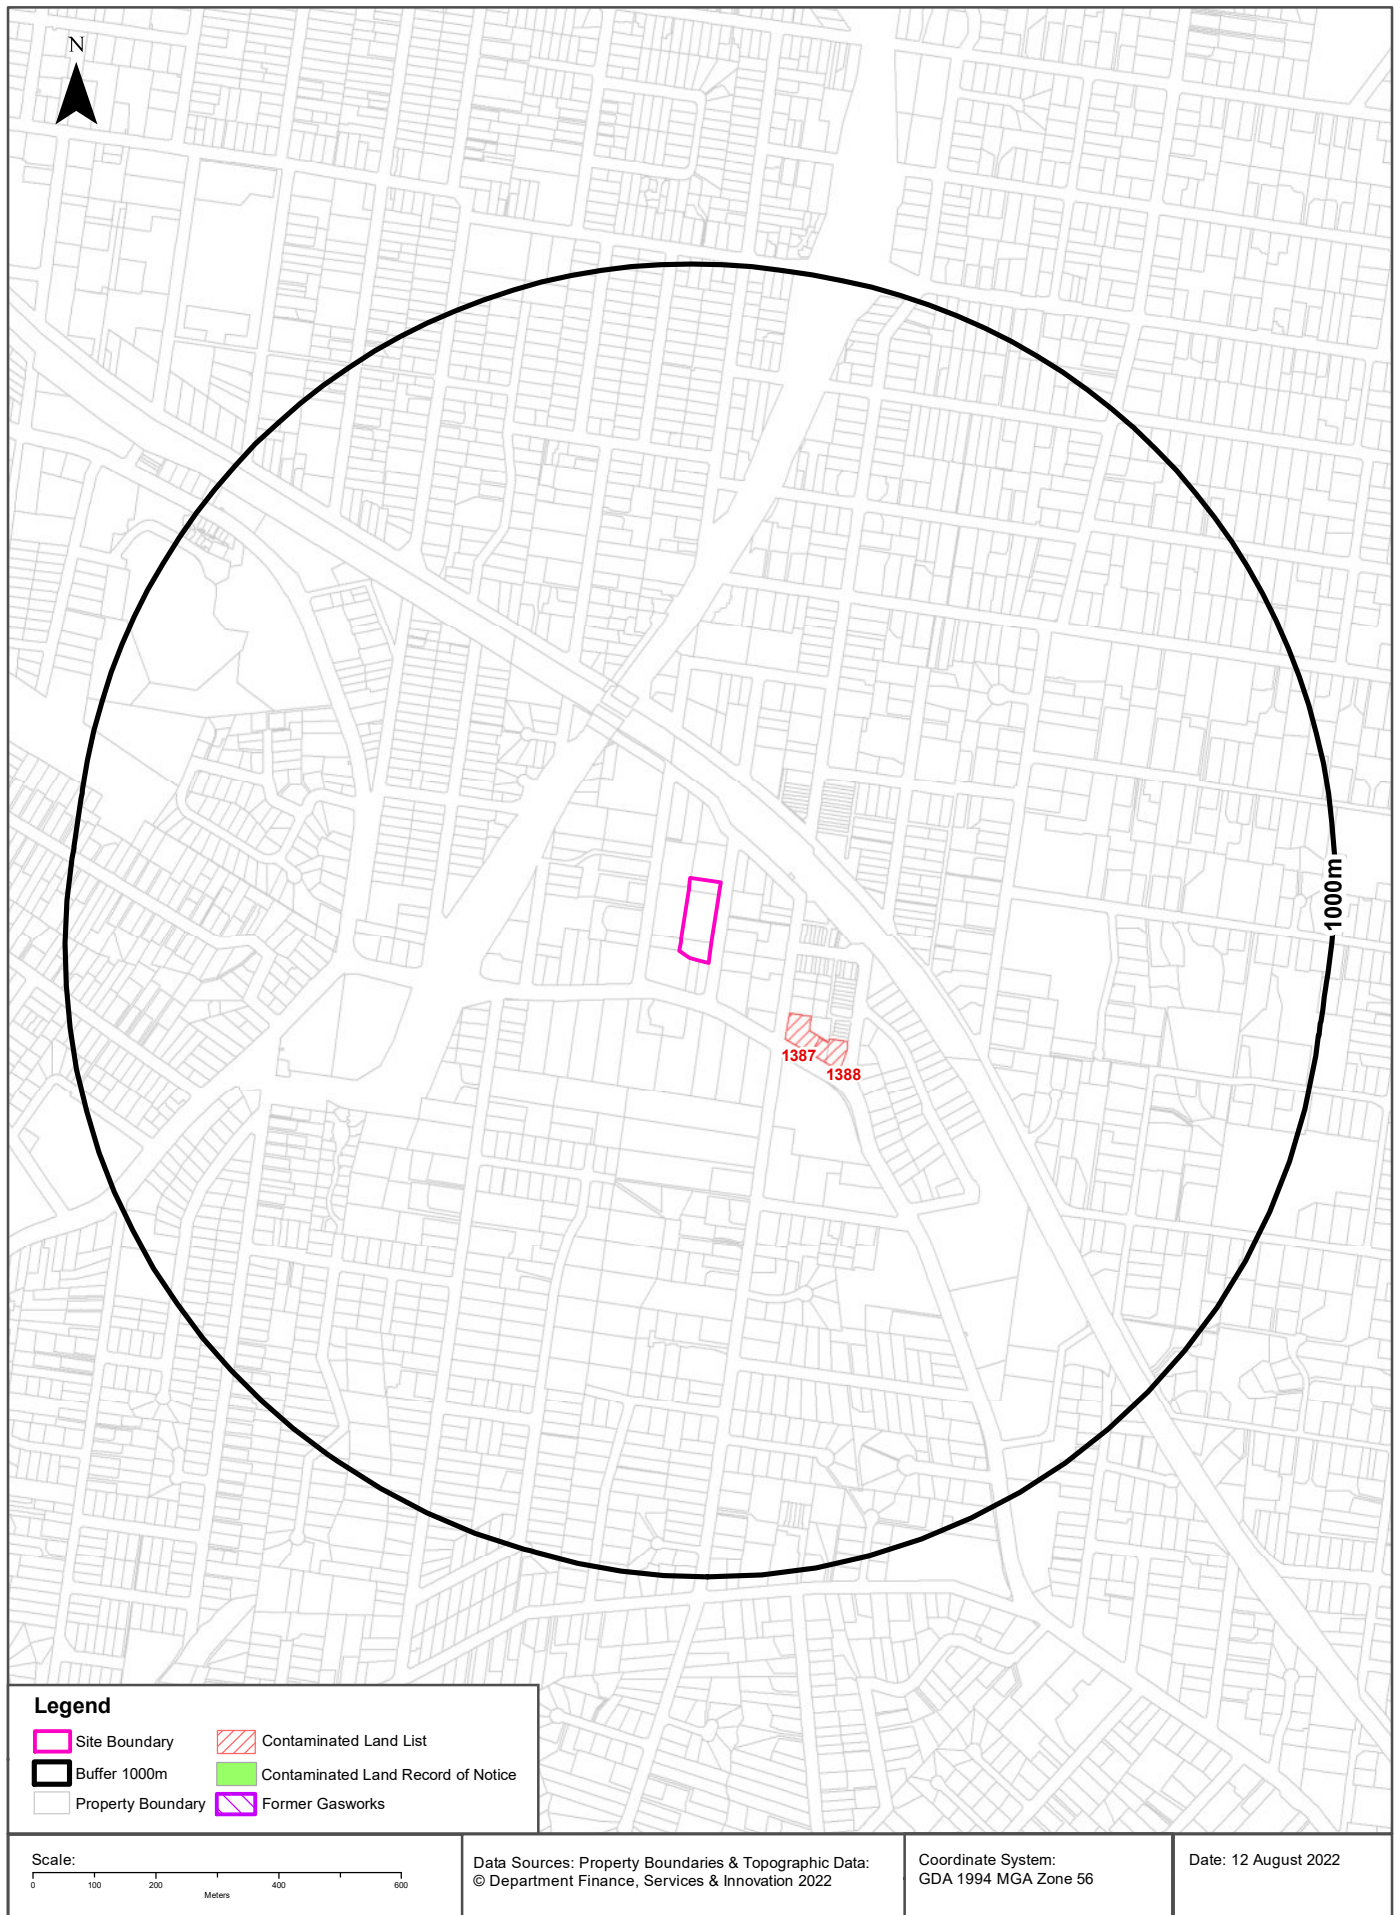 N
1000m
1387
1388
Legend
Site Boundary
Contaminated Land List
Buffer 1000m
Contaminated Land Record of Notice
Property Boundary
Former Gasworks
Scale:
0 100 200 400 600
Meters
Data Sources: Property Boundaries & Topographic Data:
© Department Finance, Services & Innovation 2022
Coordinate System:
GDA 1994 MGA Zone 56
Date: 12 August 2022